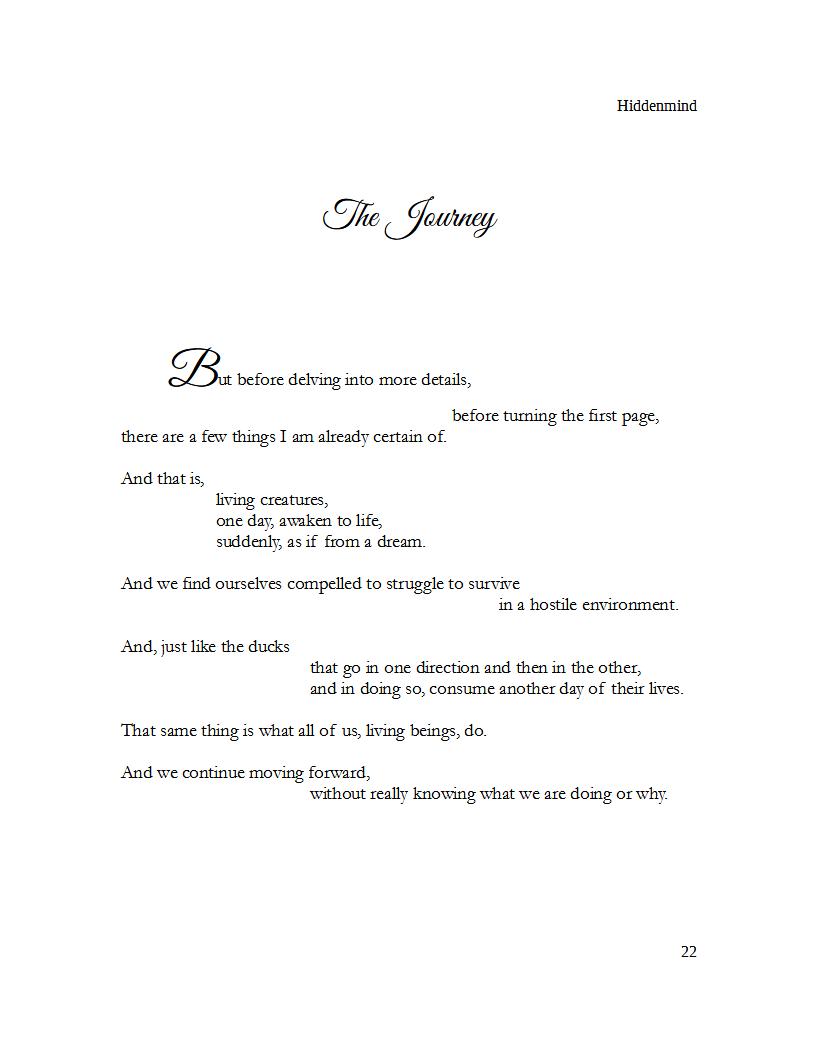 Hiddenmind
The Journey
But before delving into more details,
before turning the first page,
there are a few things I am already certain of.
And that is,
living creatures,
one day, awaken to life,
suddenly, as if from a dream.
And we find ourselves compelled to struggle to survive
in a hostile environment.
And, just like the ducks
that go in one direction and then in the other,
and in doing so, consume another day of their lives.
That same thing is what all of us, living beings, do.
And we continue moving forward,
without really knowing what we are doing or why.
22